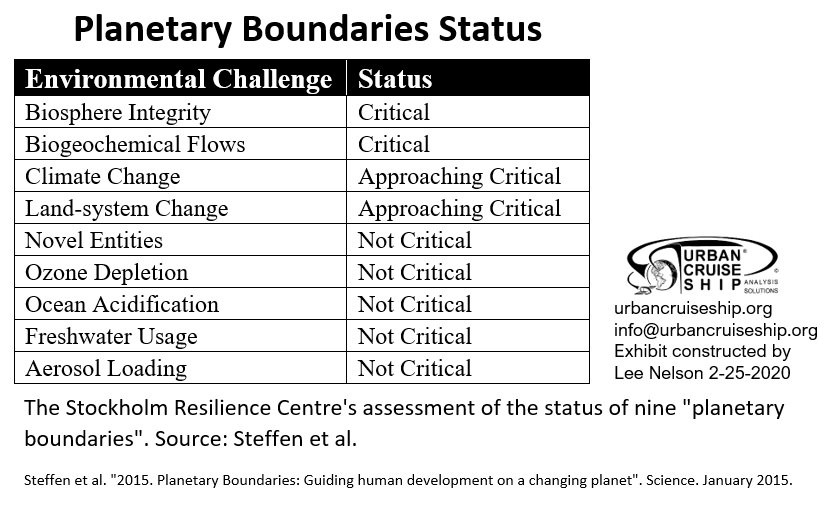 Planetary Boundaries Status
Environmental Challenge Status
Biosphere Integrity Critical
Biogeochemical Flows Critical
Climate Change Approaching Critical
Land-system Change Approaching Critical
Novel Entities Not Critical
Ozone Depletion Not Critical
Ocean Acidification Not Critical
Freshwater Usage Not Critical
Aerosol Loading Not Critical
URBAN®
CRUISE
SHIP ANALYSIS SOLUTIONS ©
urbancruiseship.org
info@urbancruiseship.org
Exhibit constructed by
Lee Nelson 2-25-2020
The Stockholm Resilience Centre's assessment of the status of nine "planetary
boundaries". Source: Steffen et al.
Steffen et al. "2015. Planetary Boundaries: Guiding human development on a changing planet". Science. January 2015.